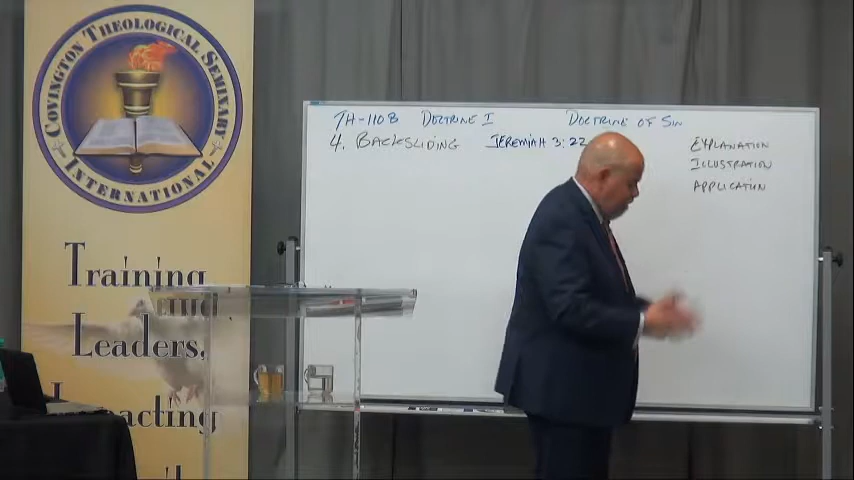 COVINGTON THEOLOGICAL SEMINARY
INTERNATIONAL
Training
Leaders,
TH-110B DOCTRINE I DOCTRINE OF SIN
4. BACKSLIDING JEREMIAH 3:22
EXPLANATION
ILLUSTRATION
APPLICATION